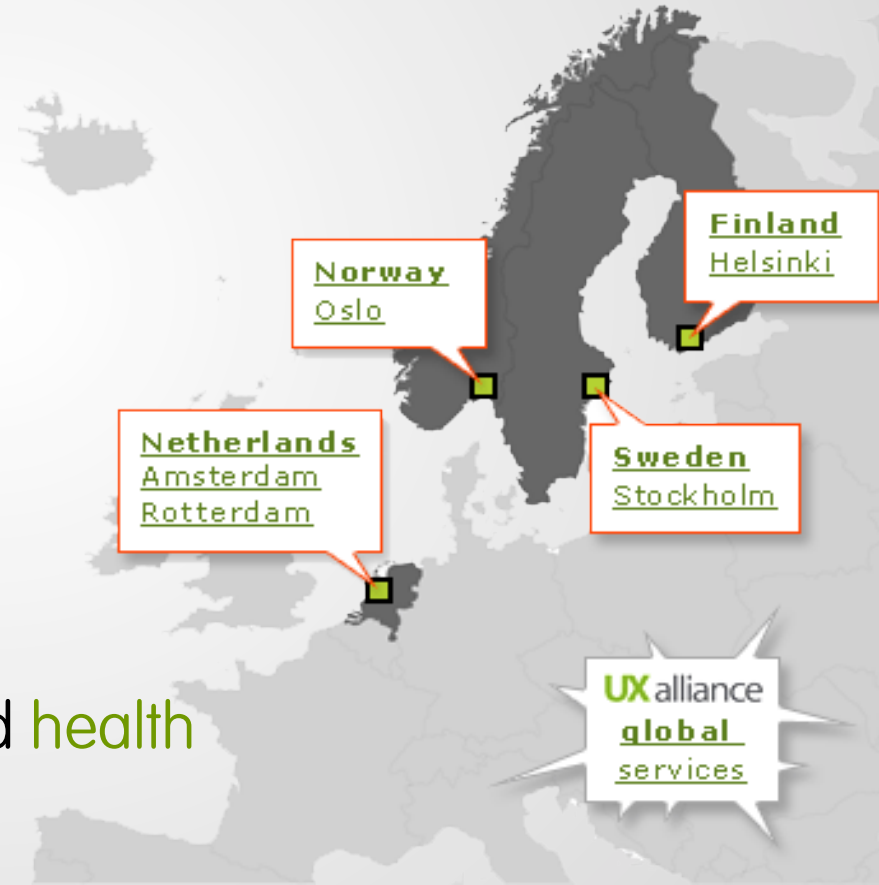 Finland
Helsinki
Norway
Oslo
Netherlands
Amsterdam
Rotterdam
Sweden
Stockholm
UX alliance
global
services
health